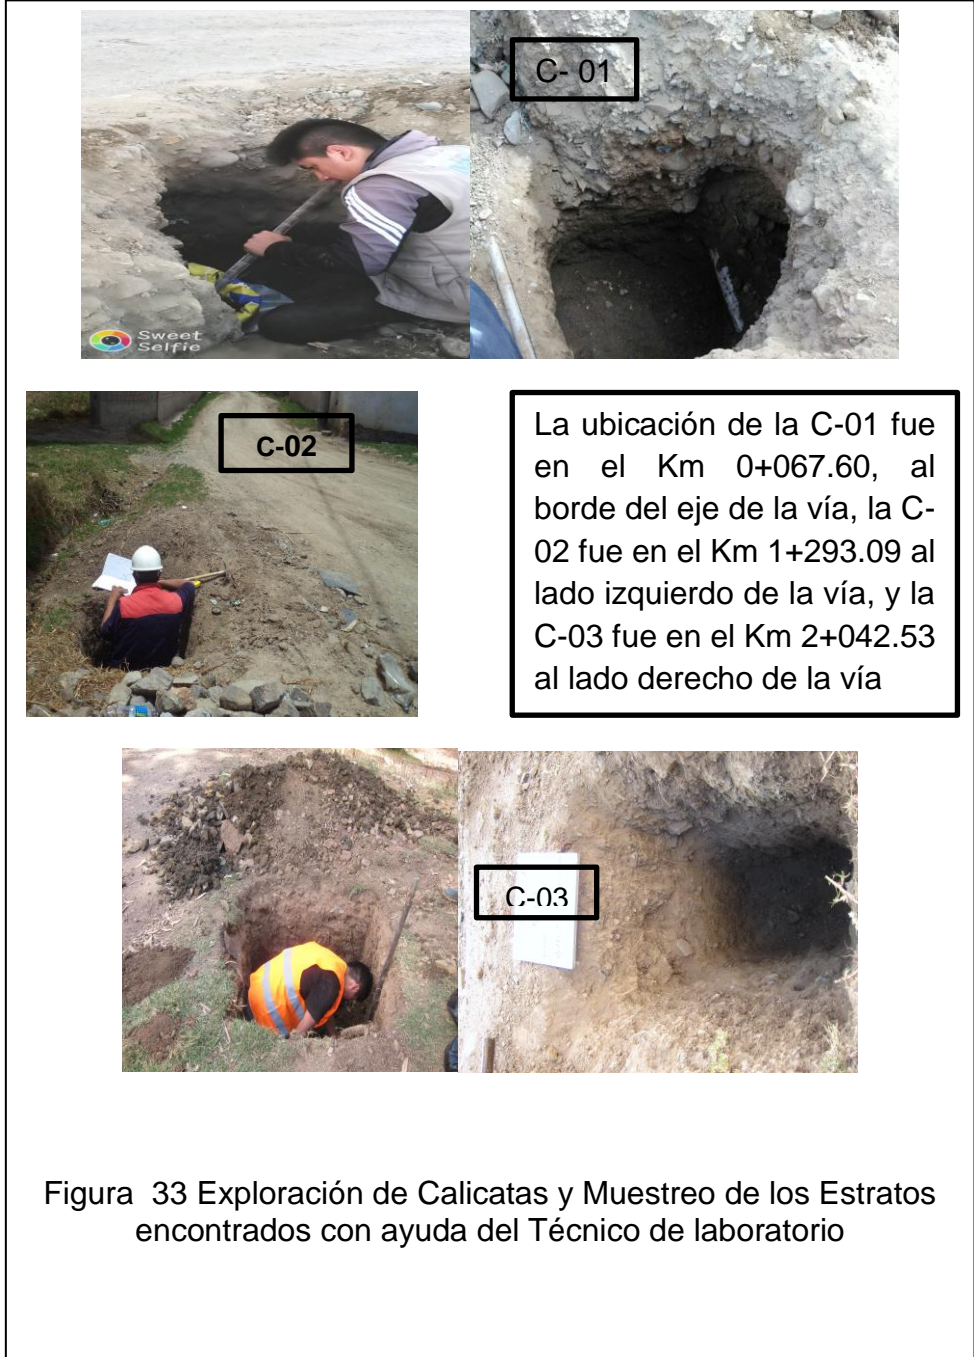 C- 01
Sweet
Selfie
C-02
La ubicación de la C-01 fue
en el Km 0+067.60, al
borde del eje de la vía, la C-
02 fue en el Km 1+293.09 al
lado izquierdo de la vía, y la
C-03 fue en el Km 2+042.53
al lado derecho de la vía
C-03
Figura 33 Exploración de Calicatas y Muestreo de los Estratos
encontrados con ayuda del Técnico de laboratorio